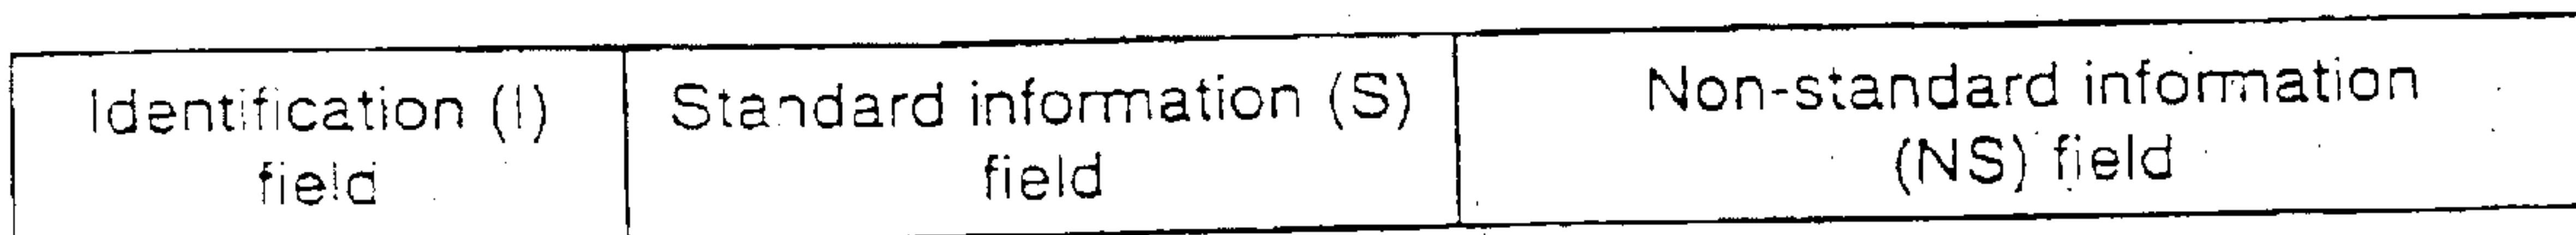 Identification (I)
field
Standard information (S)
field
Non-standard information
(NS) field